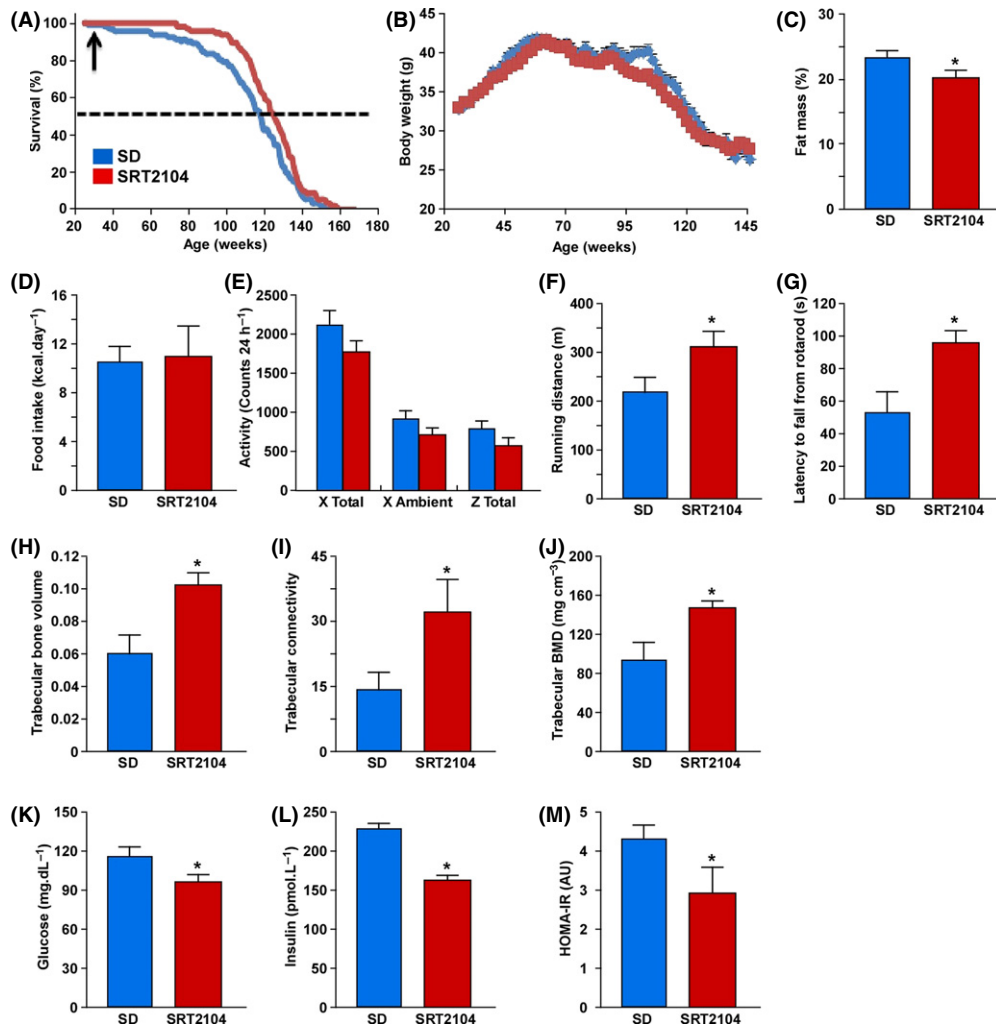 (A)
Survival (%)
100
80
60
40
20
0
SD
SRT2104
20 40 60 80 100 120 140 160 180
Age (weeks)
(B)
Body weight (g)
45
40
35
30
25
20
25 45 70 95 120 145
Age (weeks)
(C)
Fat mass (%)
30
20
10
0
*
SD SRT2104
(D)
Food intake (kcal.day⁻¹)
16
12
8
4
0
SD SRT2104
(E)
Activity (Counts 24 h⁻¹)
2500
2000
1500
1000
500
0
X Total X Ambient Z Total
(F)
Running distance (m)
400
300
200
100
0
*
SD SRT2104
(G)
Latency to fall from rotarod (s)
120
100
80
60
40
20
0
*
SD SRT2104
(H)
Trabecular bone volume
0.12
0.10
0.08
0.06
0.04
0.02
0
*
SD SRT2104
(I)
Trabecular connectivity
45
30
15
0
*
SD SRT2104
(J)
Trabecular BMD (mg cm⁻³)
200
160
120
80
40
0
*
SD SRT2104
(K)
Glucose (mg.dL⁻¹)
150
120
90
60
30
0
*
SD SRT2104
(L)
Insulin (pmol.L⁻¹)
250
200
150
100
50
0
*
SD SRT2104
(M)
HOMA-IR (AU)
5
4
3
2
1
0
*
SD SRT2104